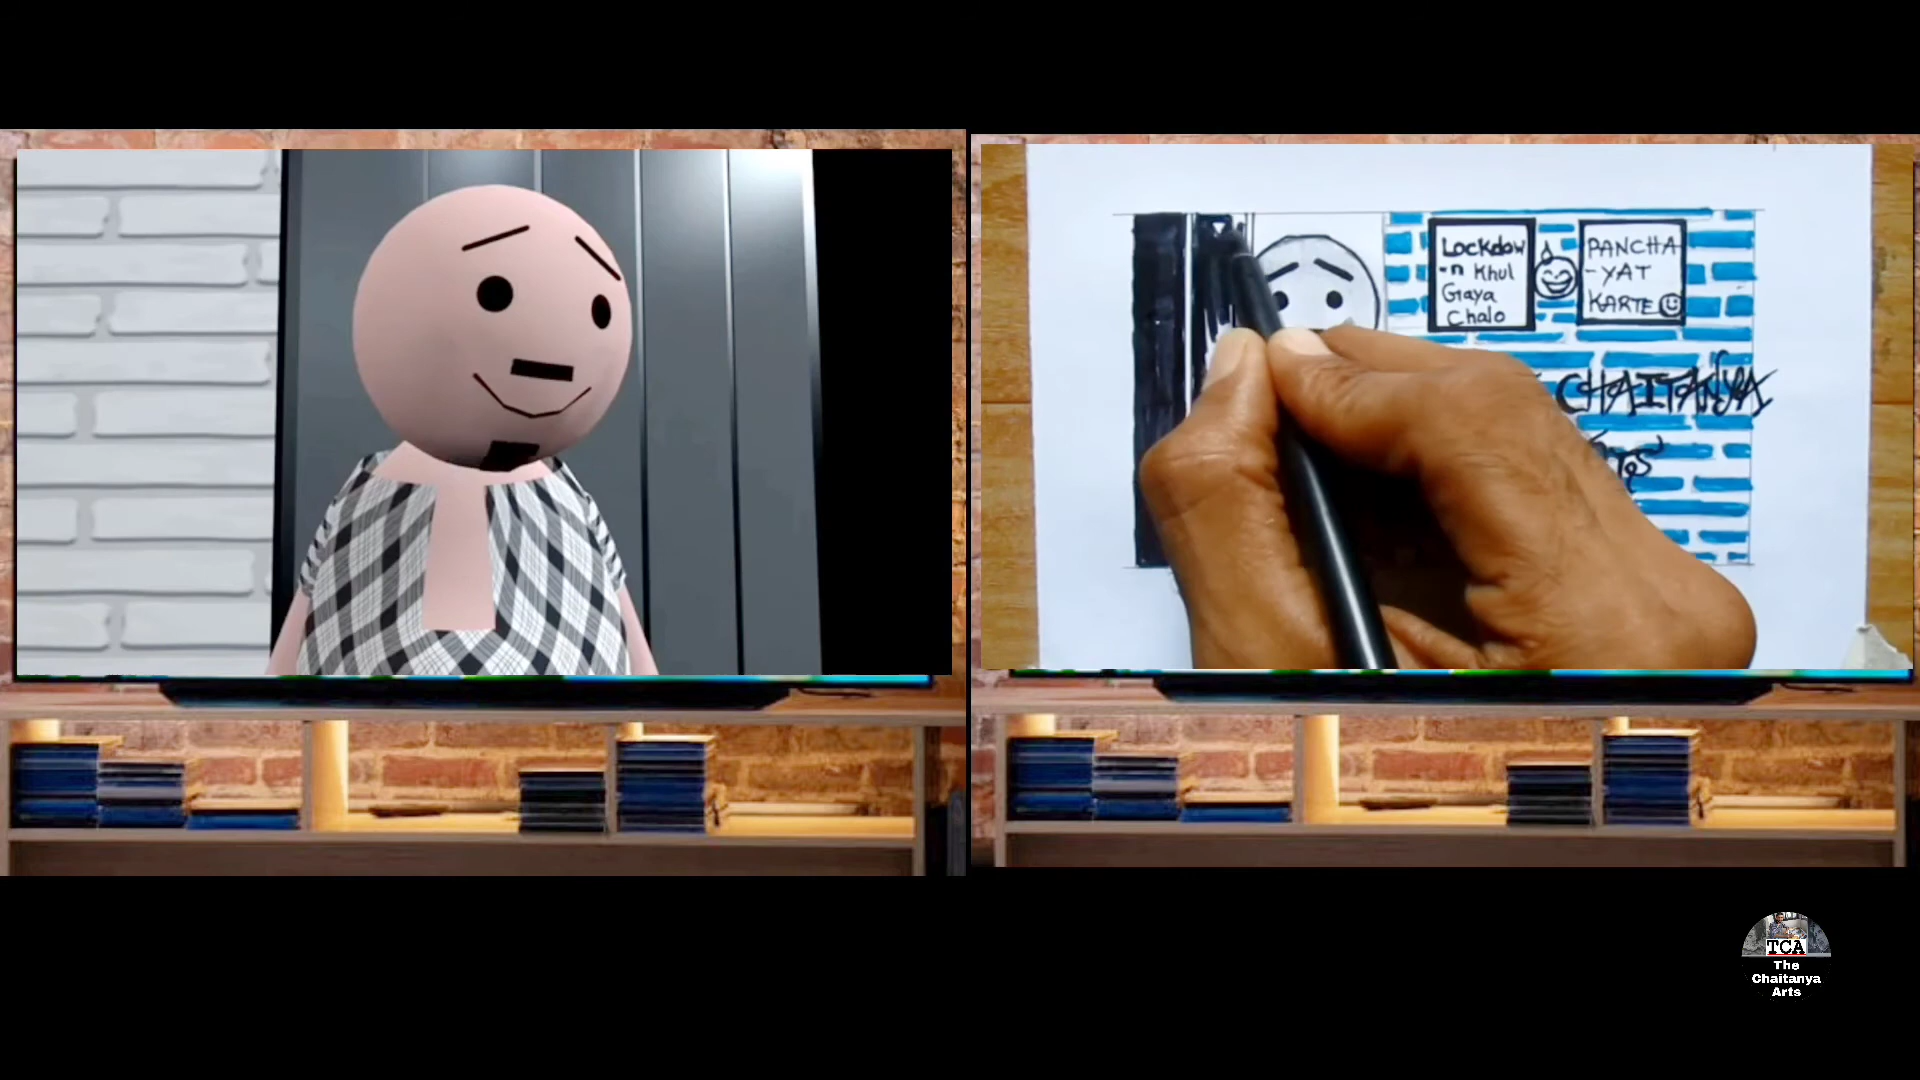 Lockdow
-n Khul
Gaya
Chalo
PANCHA
-YAT
KARTE
CHAITANYA
TCA
The
Chaitanya
Arts